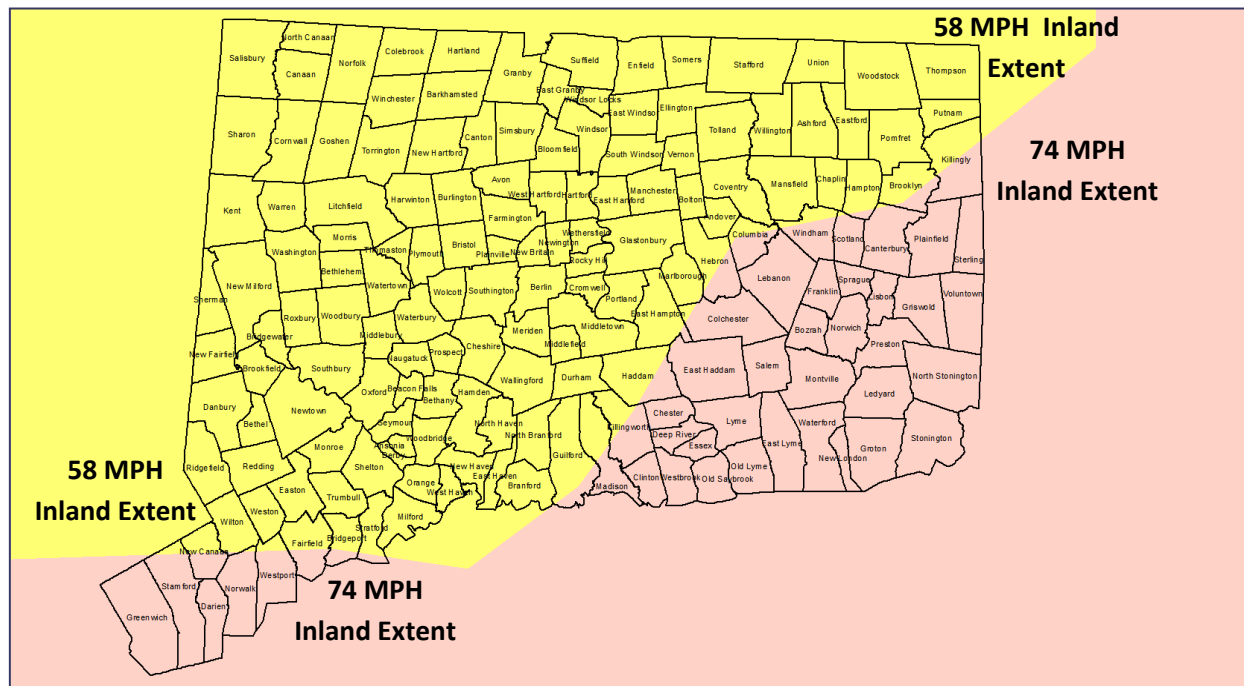 58 MPH Inland
Extent
North Canaan
Colebrook
Hartland
Suffield
Enfield
Somers
Union
Salisbury
Norfolk
Granby
Stafford
Woodstock
Thompson
Canaan
East Granby
Winchester
Barkhamsted
Windsor Locks
East Windso
Ellington
Putnam
Sharon
Cornwall
Goshen
Torrington
New Hartford
Canton
Simsbury
Bloomfield
Windsor
Tolland
Willington
Ashford
Eastford
Pomfret
74 MPH
Inland Extent
South Windsor
Vernon
Killingly
Avon
West Hartford
Hartford
East Hartford
Manchester
Bolton
Coventry
Mansfield
Chaplin
Hampton
Brooklyn
Kent
Warren
Litchfield
Harwinton
Burlington
Farmington
Andover
Washington
Morris
Thomaston
Plymouth
Bristol
Plainville
New Britain
Newington
Wethersfield
Rocky Hill
Glastonbury
Hebron
Columbia
Windham
Scotland
Canterbury
Plainfield
Sterling
Bethlehem
Watertown
Marlborough
Lebanon
Sprague
New Milford
Wolcott
Southington
Berlin
Cromwell
Portland
Franklin
Lisbon
Griswold
Voluntown
Sherman
Roxbury
Woodbury
Waterbury
East Hampton
Colchester
Bozrah
Norwich
Bridgewater
Middlebury
Cheshire
Meriden
Middletown
Middlefield
Preston
New Fairfield
Brookfield
Southbury
Naugatuck
Prospect
Wallingford
Durham
Haddam
East Haddam
Salem
Montville
North Stonington
Danbury
Bethel
Newtown
Oxford
Beacon Falls
Bethany
Hamden
Ledyard
Seymour
Woodbridge
North Haven
North Branford
Guilford
Killingworth
Chester
Deep River
Essex
Lyme
East Lyme
Waterford
New London
Groton
Stonington
58 MPH
Inland Extent
Ridgefield
Redding
Monroe
Shelton
Ansonia
Derby
Orange
New Haven
West Haven
East Haven
Branford
Madison
Clinton
Westbrook
Old Saybrook
Old Lyme
Wilton
Weston
Easton
Trumbull
Stratford
Milford
New Canaan
Fairfield
Bridgeport
Westport
Stamford
Norwalk
Darien
Greenwich
74 MPH
Inland Extent